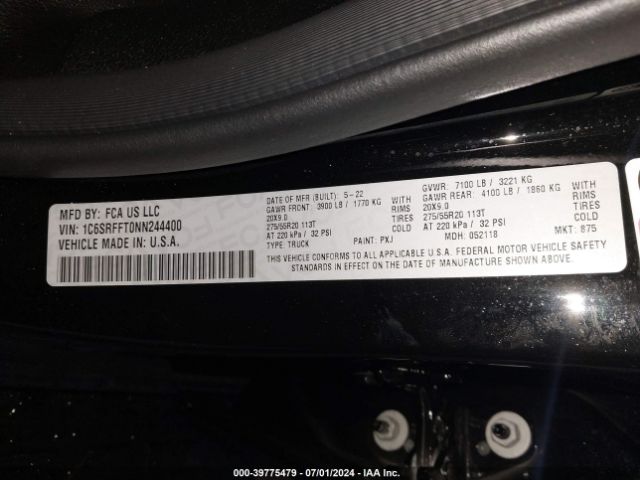 MFD BY: FCA US LLC
VIN: 1C6SRFFT0NN244400
VEHICLE MADE IN U.S.A.
DATE OF MFR (BUILT): 5-22 GVWR: 7100 LB / 3221 KG
GAWR FRONT: 3900 LB / 1770 KG WITH GAWR REAR: 4100 LB / 1860 KG WITH
20X9.0 RIMS 20X9.0 RIMS
275/55R20 113T TIRES 275/55R20 113T TIRES
AT 220 kPa / 32 PSI COLD AT 220 kPa / 32 PSI COLD
TYPE: TRUCK PAINT: PXJ MDH: 052118 MKT: 875
THIS VEHICLE CONFORMS TO ALL APPLICABLE U.S.A. FEDERAL MOTOR VEHICLE SAFETY
AND THEFT PREVENTION STANDARDS IN EFFECT ON THE DATE OF MANUFACTURE SHOWN ABOVE.
000-39775479 - 07/01/2024 - IAA Inc.